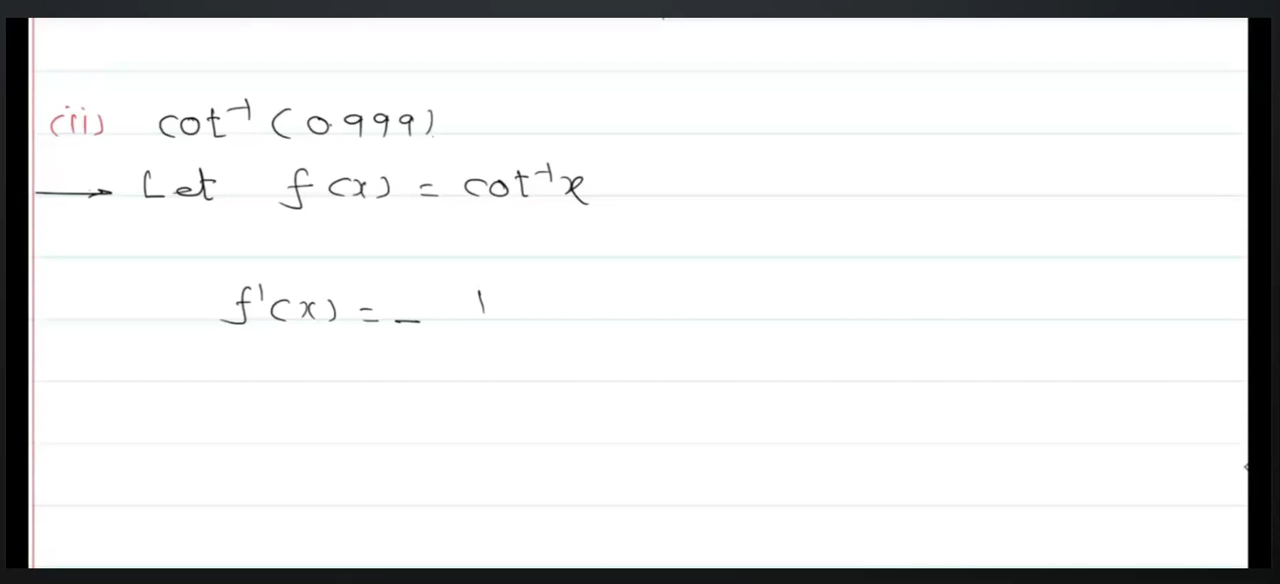 (ii) cot⁻¹ (0.999)
→ Let f(x) = cot⁻¹x
f'(x) = - 1